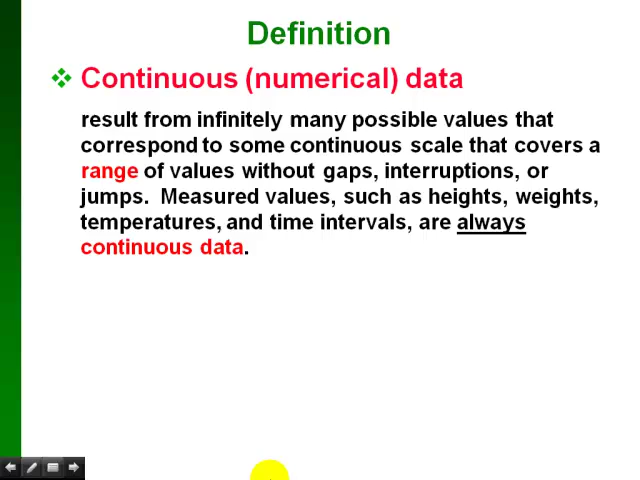 Definition
Continuous (numerical) data
result from infinitely many possible values that
correspond to some continuous scale that covers a
range of values without gaps, interruptions, or
jumps. Measured values, such as heights, weights,
temperatures, and time intervals, are always
continuous data.